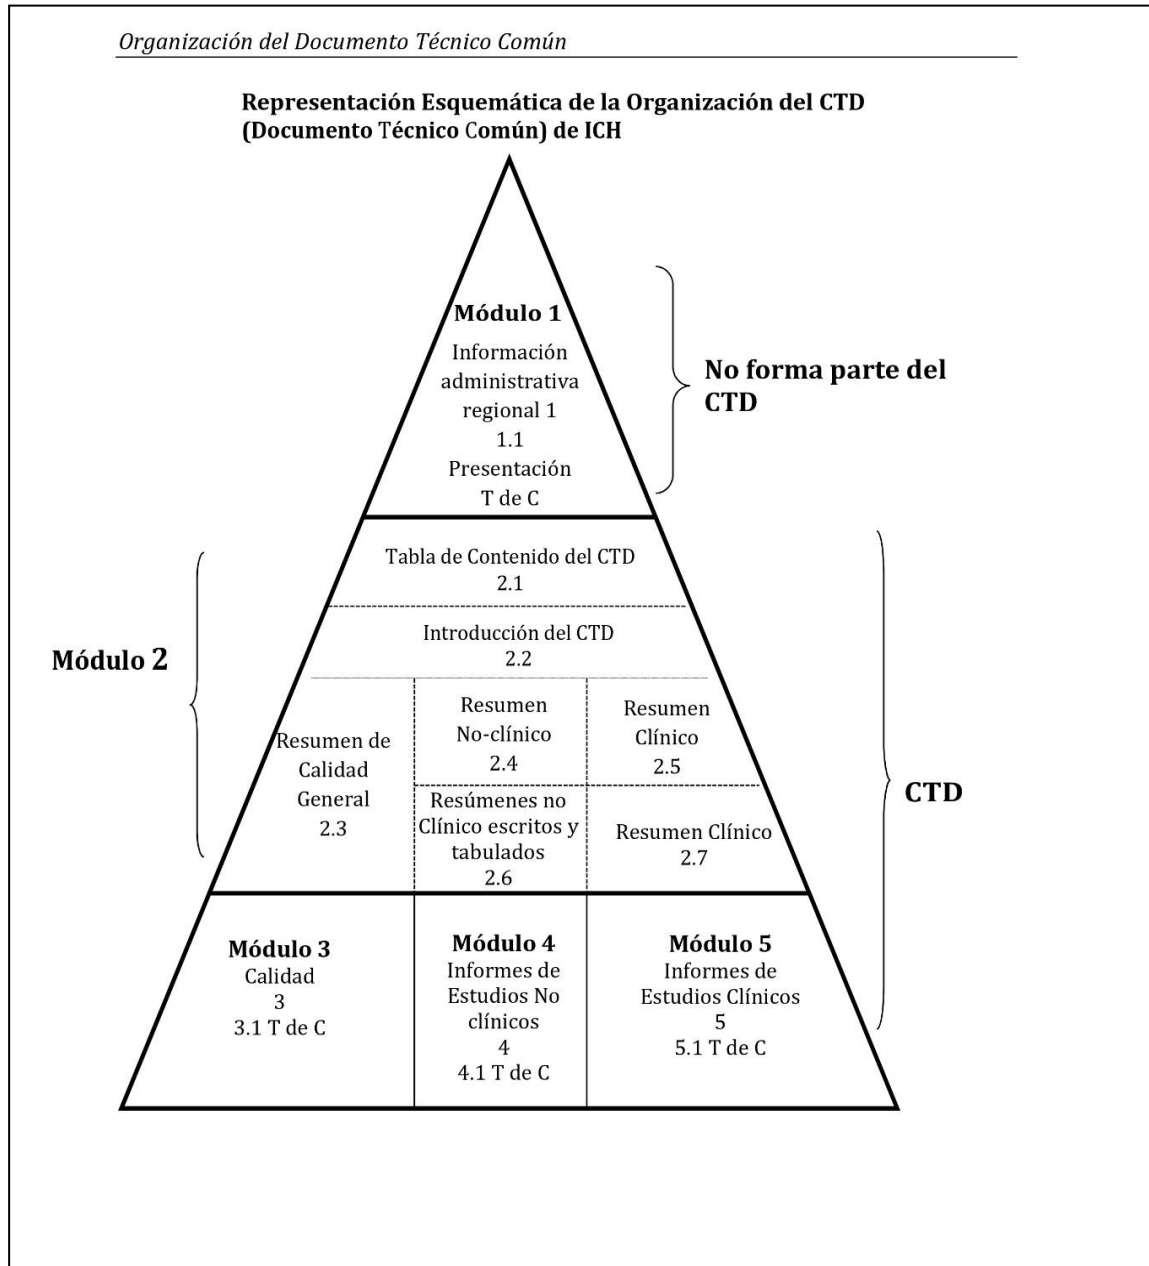 Organización del Documento Técnico Común
Representación Esquemática de la Organización del CTD
(Documento Técnico Común) de ICH
Módulo 1
Información
administrativa
regional 1
1.1
Presentación
T de C
No forma parte del
CTD
Módulo 2
Tabla de Contenido del CTD
2.1
Introducción del CTD
2.2
Resumen de
Calidad
General
2.3
Resumen
No-clínico
2.4
Resumen
Clínico
2.5
Resúmenes no
Clínico escritos y
tabulados
2.6
Resumen Clínico
2.7
CTD
Módulo 3
Calidad
3
3.1 T de C
Módulo 4
Informes de
Estudios No
clínicos
4
4.1 T de C
Módulo 5
Informes de
Estudios Clínicos
5
5.1 T de C